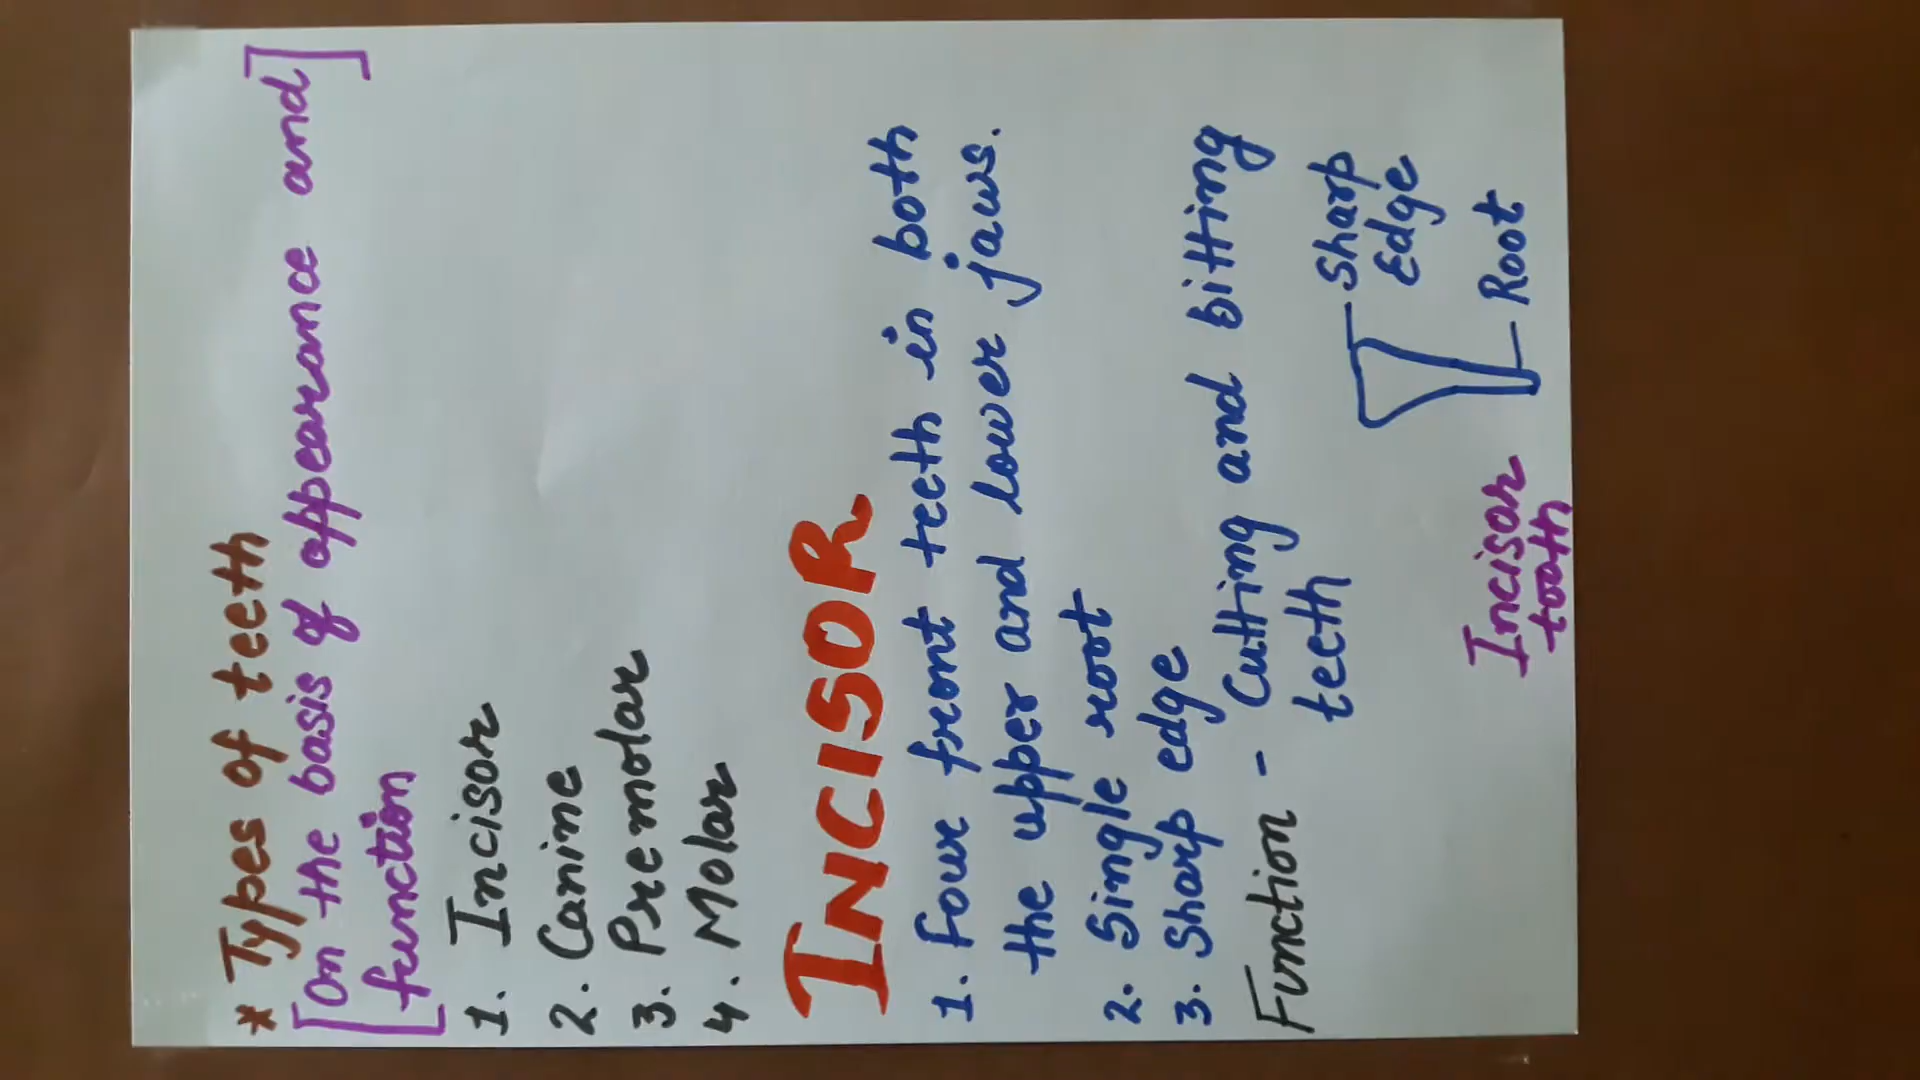 * Types of teeth
[on the basis of appearance and]
[function
1. Incisor
2. Canine
3. Premolar
4. Molar
INCISOR
1. Four front teeth in both
the upper and lower jaws.
2. Single root
3. Sharp edge
Function - Cutting and bitting
teeth
Sharp
Edge
Root
Incisor
tooth